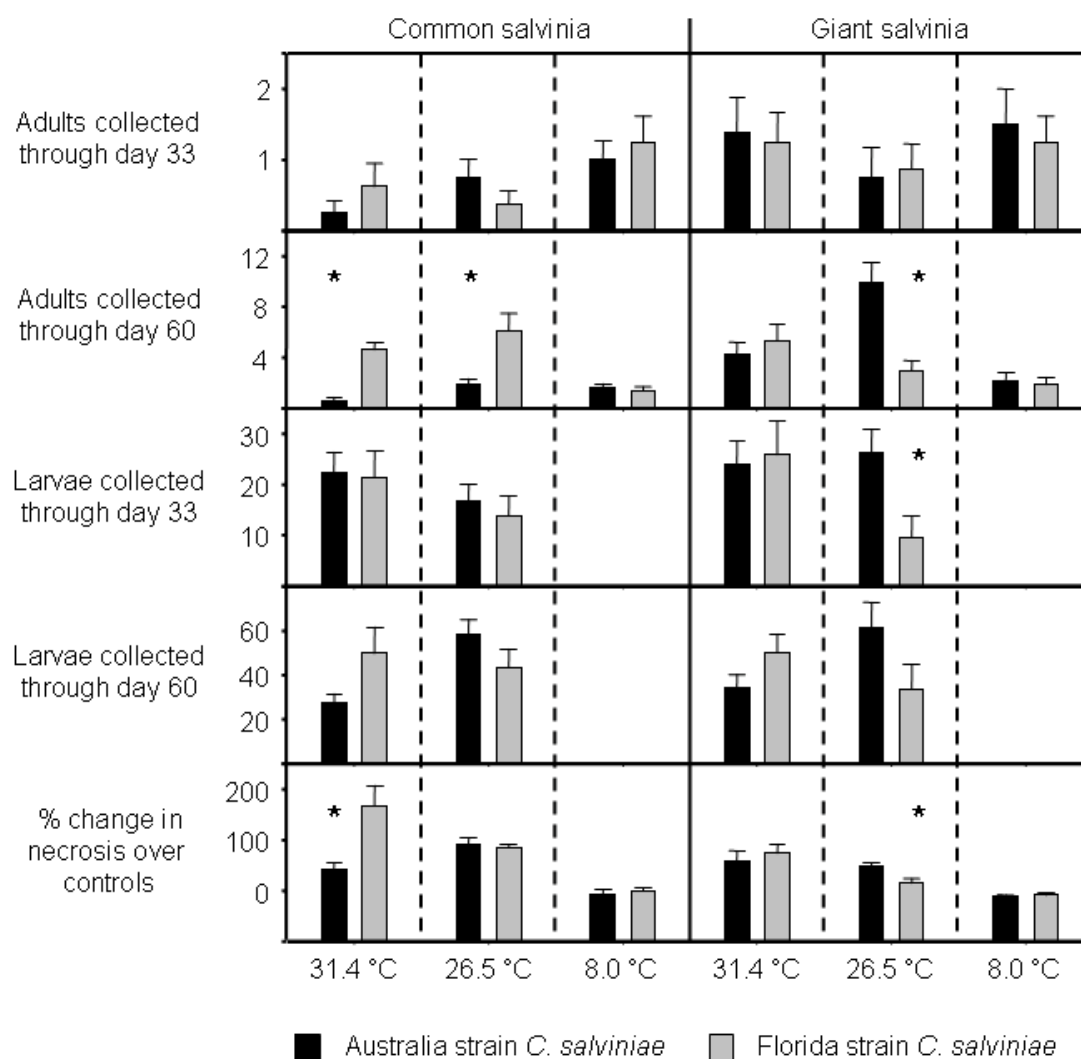 Common salvinia Giant salvinia
Adults collected
through day 33
2
1
Adults collected
through day 60
12
8
4
* * *
Larvae collected
through day 33
30
20
10
*
Larvae collected
through day 60
60
40
20
% change in
necrosis over
controls
200
100
0
* *
31.4 °C 26.5 °C 8.0 °C 31.4 °C 26.5 °C 8.0 °C
Australia strain C. salviniae Florida strain C. salviniae